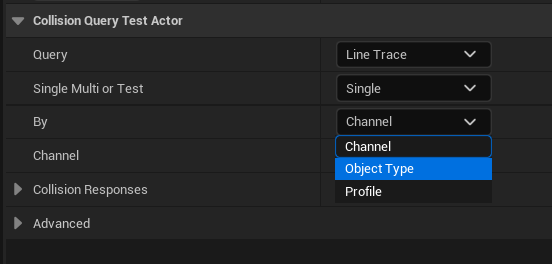 Collision Query Test Actor
Query Line Trace
Single Multi or Test Single
By Channel
Channel Channel
Object Type
Collision Responses Profile
Advanced